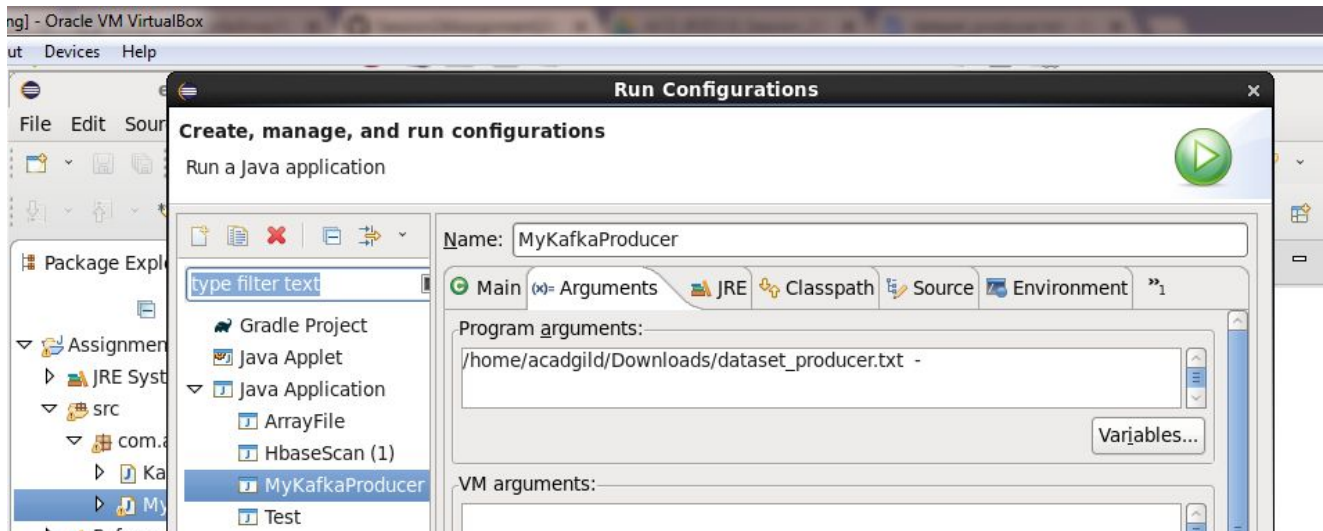 ng] - Oracle VM VirtualBox
ut Devices Help
Run Configurations
File Edit Sour
Create, manage, and run configurations
Run a Java application
Name: MyKafkaProducer
Package Expl
type filter text
Main (x)= Arguments JRE Classpath Source Environment »1
Gradle Project
Program arguments:
Assignmen
Java Applet
/home/acadgild/Downloads/dataset_producer.txt -
JRE Syst
Java Application
src
ArrayFile
Variables...
com.a
HbaseScan (1)
Ka
MyKafkaProducer
VM arguments:
My
Test